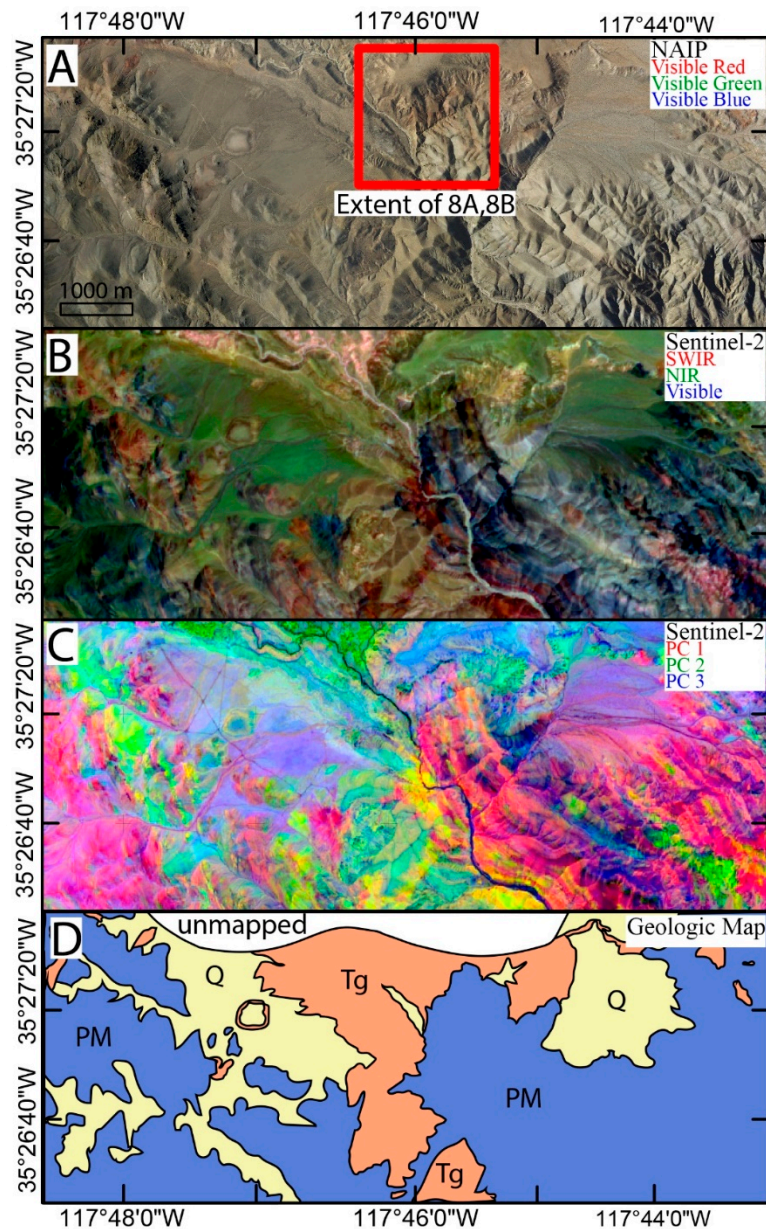 117°48'0"W 117°46'0"W 117°44'0"W
A
NAIP
Visible Red
Visible Green
Visible Blue
35°27'20"W
35°26'40"W
Extent of 8A,8B
1000 m
B
Sentinel-2
SWIR
NIR
Visible
35°27'20"W
35°26'40"W
C
Sentinel-2
PC 1
PC 2
PC 3
35°27'20"W
35°26'40"W
D
unmapped
Geologic Map
35°27'20"W
35°26'40"W
Q
Tg
Q
PM
PM
Tg
117°48'0"W 117°46'0"W 117°44'0"W